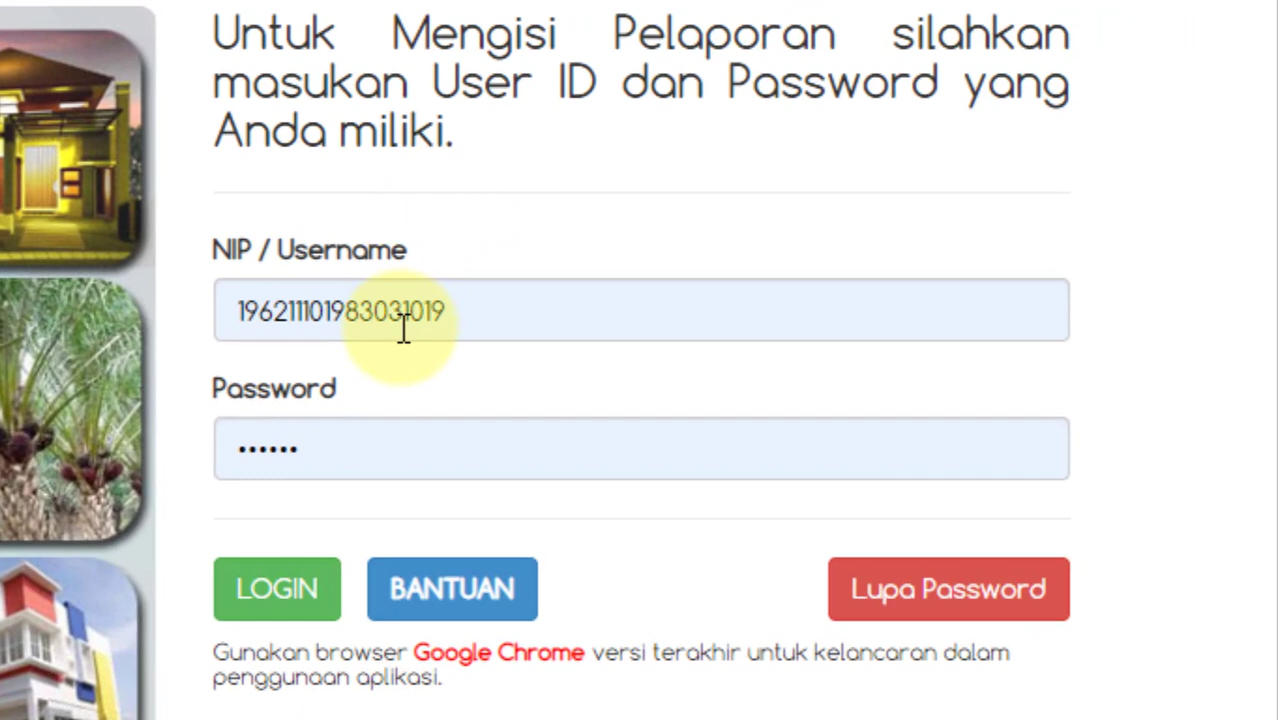 Untuk Mengisi Pelaporan silahkan
masukan User ID dan Password yang
Anda miliki.
NIP / Username
196211101983031019
Password
••••••
LOGIN
BANTUAN
Lupa Password
Gunakan browser Google Chrome versi terakhir untuk kelancaran dalam
penggunaan aplikasi.